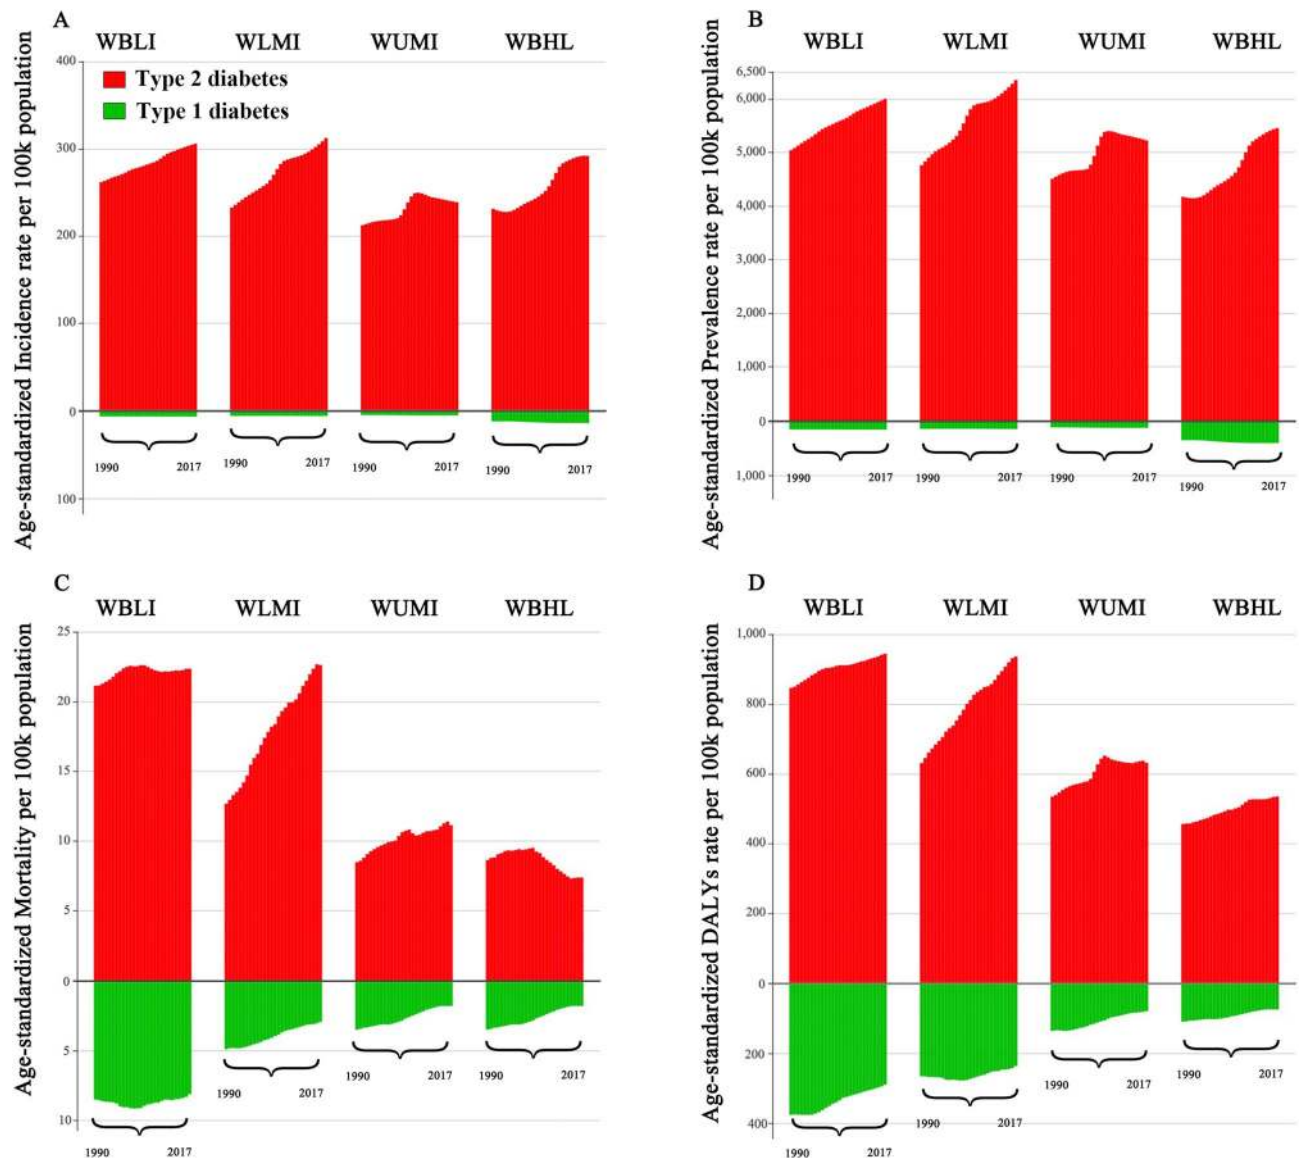 A
WBLI WLMI WUMI WBHL
Age-standardized Incidence rate per 100k population
400
Type 2 diabetes
Type 1 diabetes
300
200
100
0
1990 2017 1990 2017 1990 2017 1990 2017
100
B
WBLI WLMI WUMI WBHL
Age-standardized Prevalence rate per 100k population
6,500
6,000
5,000
4,000
3,000
2,000
1,000
0
1,000
1990 2017 1990 2017 1990 2017 1990 2017
C
WBLI WLMI WUMI WBHL
Age-standardized Mortality per 100k population
25
20
15
10
5
0
5
10
1990 2017 1990 2017 1990 2017 1990 2017
D
WBLI WLMI WUMI WBHL
Age-standardized DALYs rate per 100k population
1,000
800
600
400
200
0
200
400
1990 2017 1990 2017 1990 2017 1990 2017